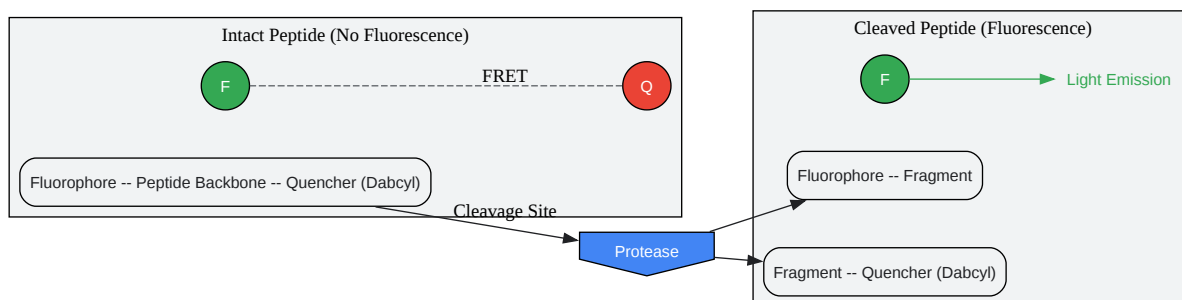 Intact Peptide (No Fluorescence)
F
FRET
Q
Fluorophore -- Peptide Backbone -- Quencher (Dabcyl)
Cleavage Site
Protease
Cleaved Peptide (Fluorescence)
F
Light Emission
Fluorophore -- Fragment
Fragment -- Quencher (Dabcyl)